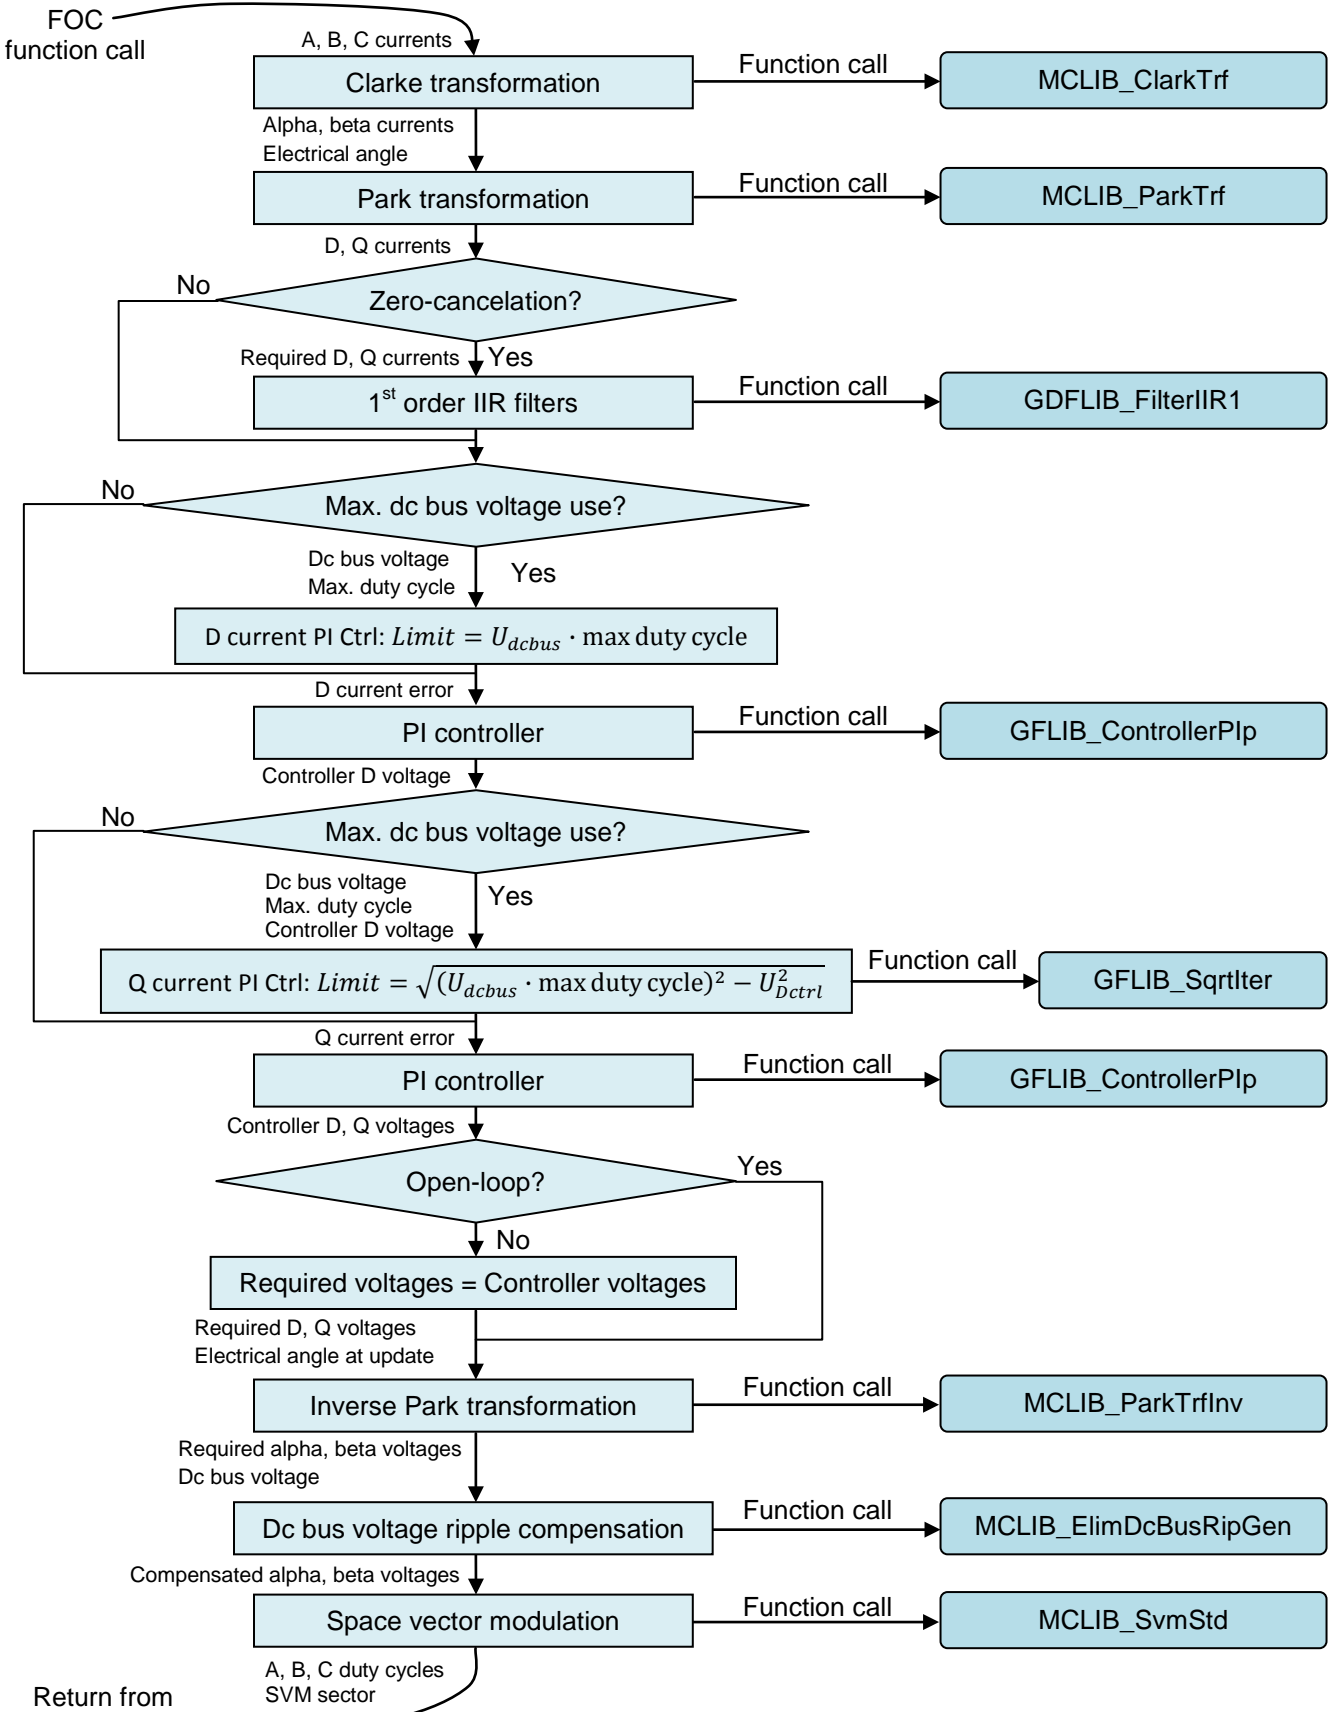 FOC
function call
A, B, C currents
Clarke transformation
Function call
MCLIB_ClarkTrf
Alpha, beta currents
Electrical angle
Park transformation
Function call
MCLIB_ParkTrf
D, Q currents
No
Zero-cancelation?
Required D, Q currents
Yes
1st order IIR filters
Function call
GDFLIB_FilterIIR1
No
Max. dc bus voltage use?
Dc bus voltage
Max. duty cycle
Yes
D current PI Ctrl: Limit = U_dcbus · max duty cycle
D current error
PI controller
Function call
GFLIB_ControllerPIp
Controller D voltage
No
Max. dc bus voltage use?
Dc bus voltage
Max. duty cycle
Controller D voltage
Yes
Q current PI Ctrl: Limit = √((U_dcbus · max duty cycle)² − U²_Dctrl)
Function call
GFLIB_SqrtIter
Q current error
PI controller
Function call
GFLIB_ControllerPIp
Controller D, Q voltages
Open-loop?
Yes
No
Required voltages = Controller voltages
Required D, Q voltages
Electrical angle at update
Inverse Park transformation
Function call
MCLIB_ParkTrfInv
Required alpha, beta voltages
Dc bus voltage
Dc bus voltage ripple compensation
Function call
MCLIB_ElimDcBusRipGen
Compensated alpha, beta voltages
Space vector modulation
Function call
MCLIB_SvmStd
A, B, C duty cycles
SVM sector
Return from